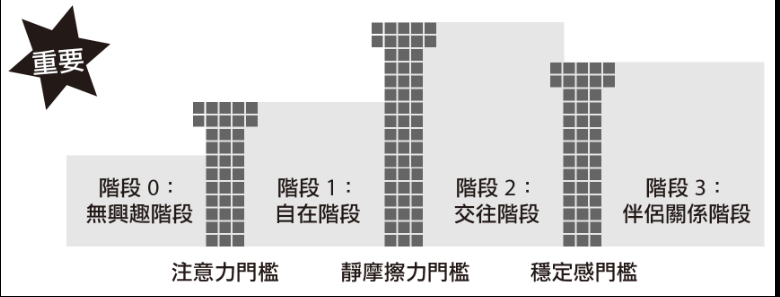 重要
階段 0：
無興趣階段
階段 1：
自在階段
階段 2：
交往階段
階段 3：
伴侶關係階段
注意力門檻
靜摩擦力門檻
穩定感門檻